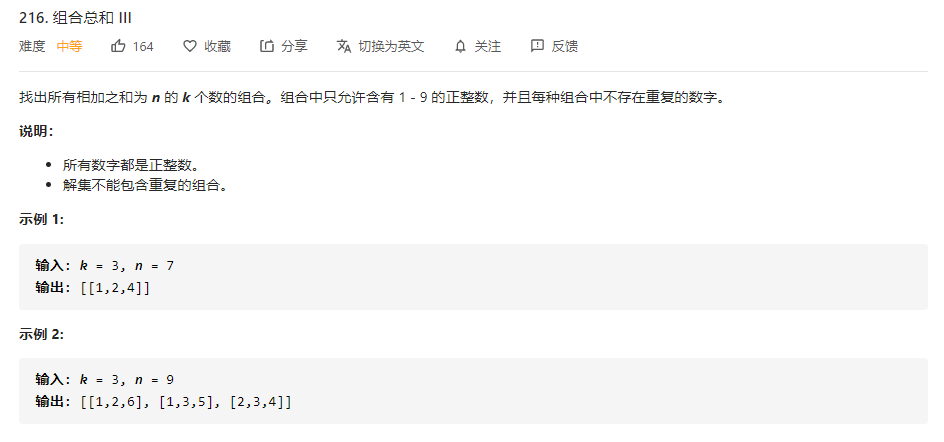 216. 组合总和 III
难度 中等 164 收藏 分享 切换为英文 关注 反馈
找出所有相加之和为 n 的 k 个数的组合。组合中只允许含有 1 - 9 的正整数，并且每种组合中不存在重复的数字。
说明：
所有数字都是正整数。
解集不能包含重复的组合。
示例 1:
输入: k = 3, n = 7
输出: [[1,2,4]]
示例 2:
输入: k = 3, n = 9
输出: [[1,2,6], [1,3,5], [2,3,4]]